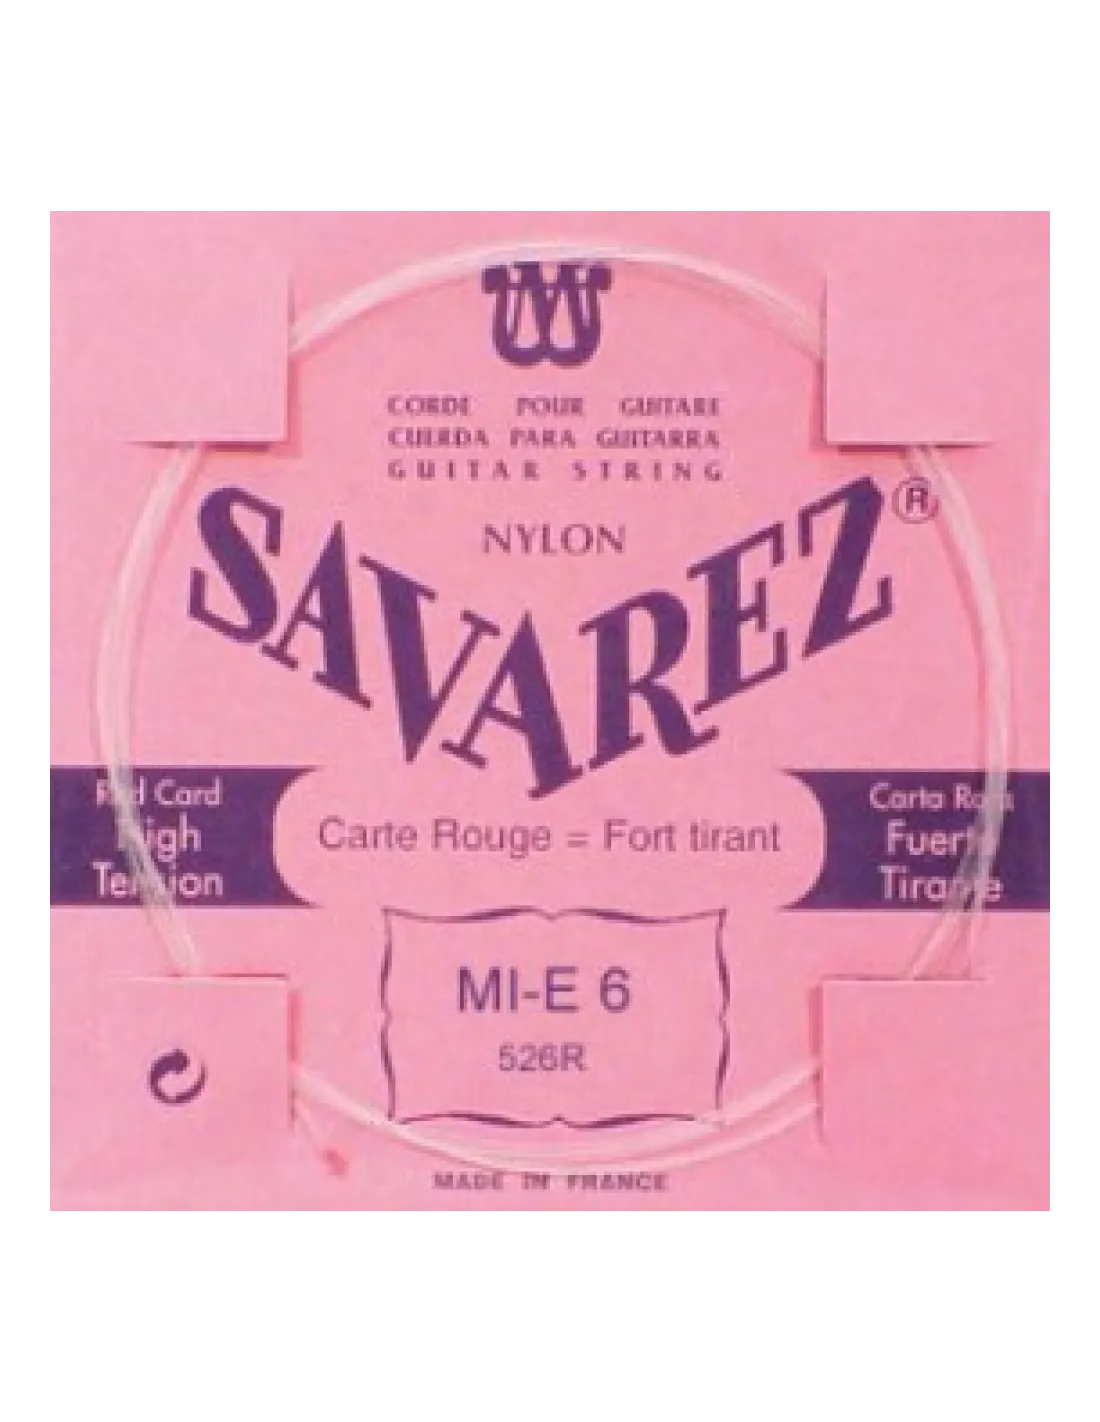 CORDE POUR GUITARE
CUERDA PARA GUITARRA
GUITAR STRING
NYLON
SAVAREZ®
Red Card
High
Tension
Carte Rouge = Fort tirant
Carta Roja
Fuerte
Tirante
MI-E 6
526R
MADE IN FRANCE